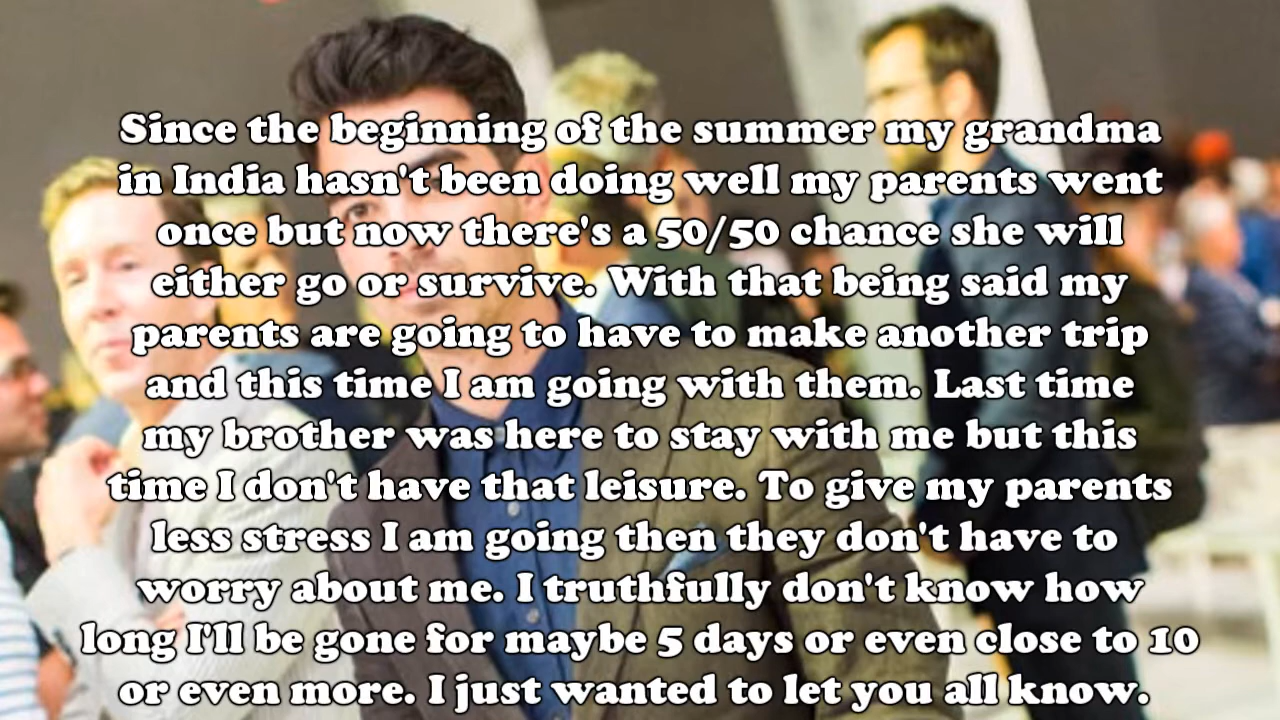 Since the beginning of the summer my grandma
in India hasn't been doing well my parents went
once but now there's a 50/50 chance she will
either go or survive. With that being said my
parents are going to have to make another trip
and this time I am going with them. Last time
my brother was here to stay with me but this
time I don't have that leisure. To give my parents
less stress I am going then they don't have to
worry about me. I truthfully don't know how
long I'll be gone for maybe 5 days or even close to 10
or even more. I just wanted to let you all know.